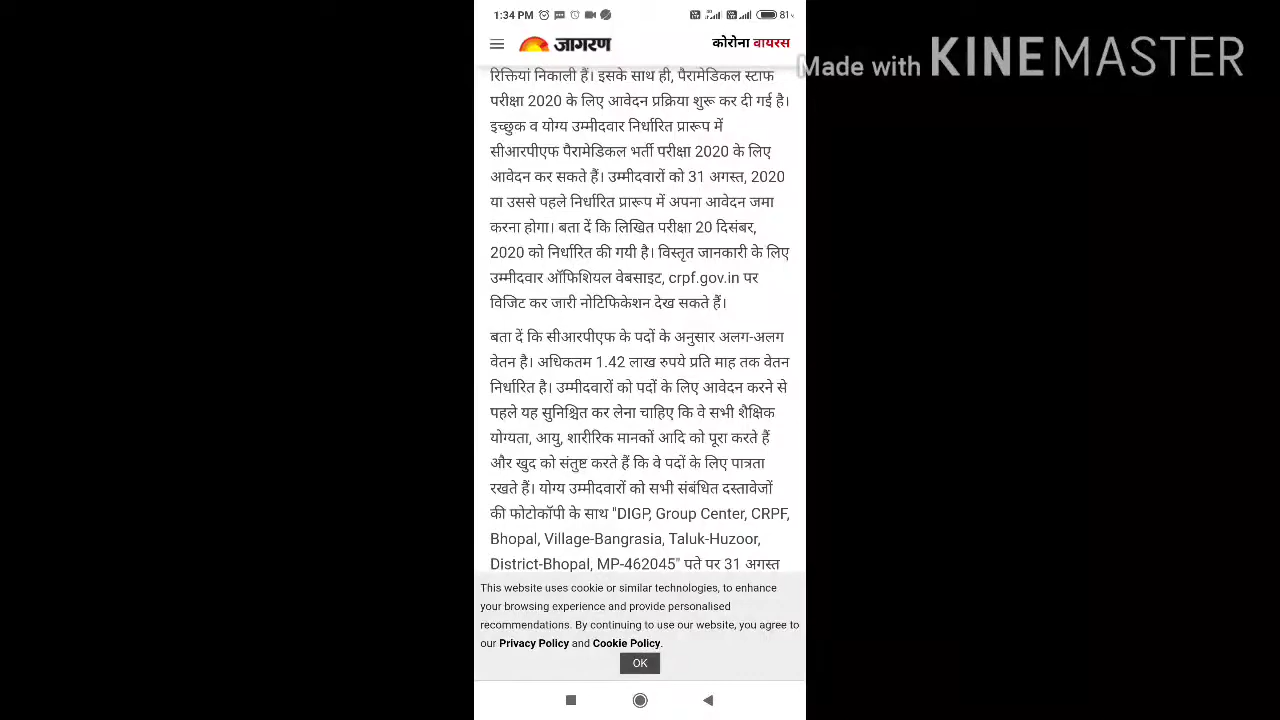 1:34 PM
81
जागरण
कोरोना वायरस
Made with KINEMASTER
रिक्तियां निकाली हैं। इसके साथ ही, पैरामेडिकल स्टाफ
परीक्षा 2020 के लिए आवेदन प्रक्रिया शुरू कर दी गई है।
इच्छुक व योग्य उम्मीदवार निर्धारित प्रारूप में
सीआरपीएफ पैरामेडिकल भर्ती परीक्षा 2020 के लिए
आवेदन कर सकते हैं। उम्मीदवारों को 31 अगस्त, 2020
या उससे पहले निर्धारित प्रारूप में अपना आवेदन जमा
करना होगा। बता दें कि लिखित परीक्षा 20 दिसंबर,
2020 को निर्धारित की गयी है। विस्तृत जानकारी के लिए
उम्मीदवार ऑफिशियल वेबसाइट, crpf.gov.in पर
विजिट कर जारी नोटिफिकेशन देख सकते हैं।
बता दें कि सीआरपीएफ के पदों के अनुसार अलग-अलग
वेतन है। अधिकतम 1.42 लाख रुपये प्रति माह तक वेतन
निर्धारित है। उम्मीदवारों को पदों के लिए आवेदन करने से
पहले यह सुनिश्चित कर लेना चाहिए कि वे सभी शैक्षिक
योग्यता, आयु, शारीरिक मानकों आदि को पूरा करते हैं
और खुद को संतुष्ट करते हैं कि वे पदों के लिए पात्रता
रखते हैं। योग्य उम्मीदवारों को सभी संबंधित दस्तावेजों
की फोटोकॉपी के साथ "DIGP, Group Center, CRPF,
Bhopal, Village-Bangrasia, Taluk-Huzoor,
District-Bhopal, MP-462045" पते पर 31 अगस्त
This website uses cookie or similar technologies, to enhance
your browsing experience and provide personalised
recommendations. By continuing to use our website, you agree to
our Privacy Policy and Cookie Policy.
OK